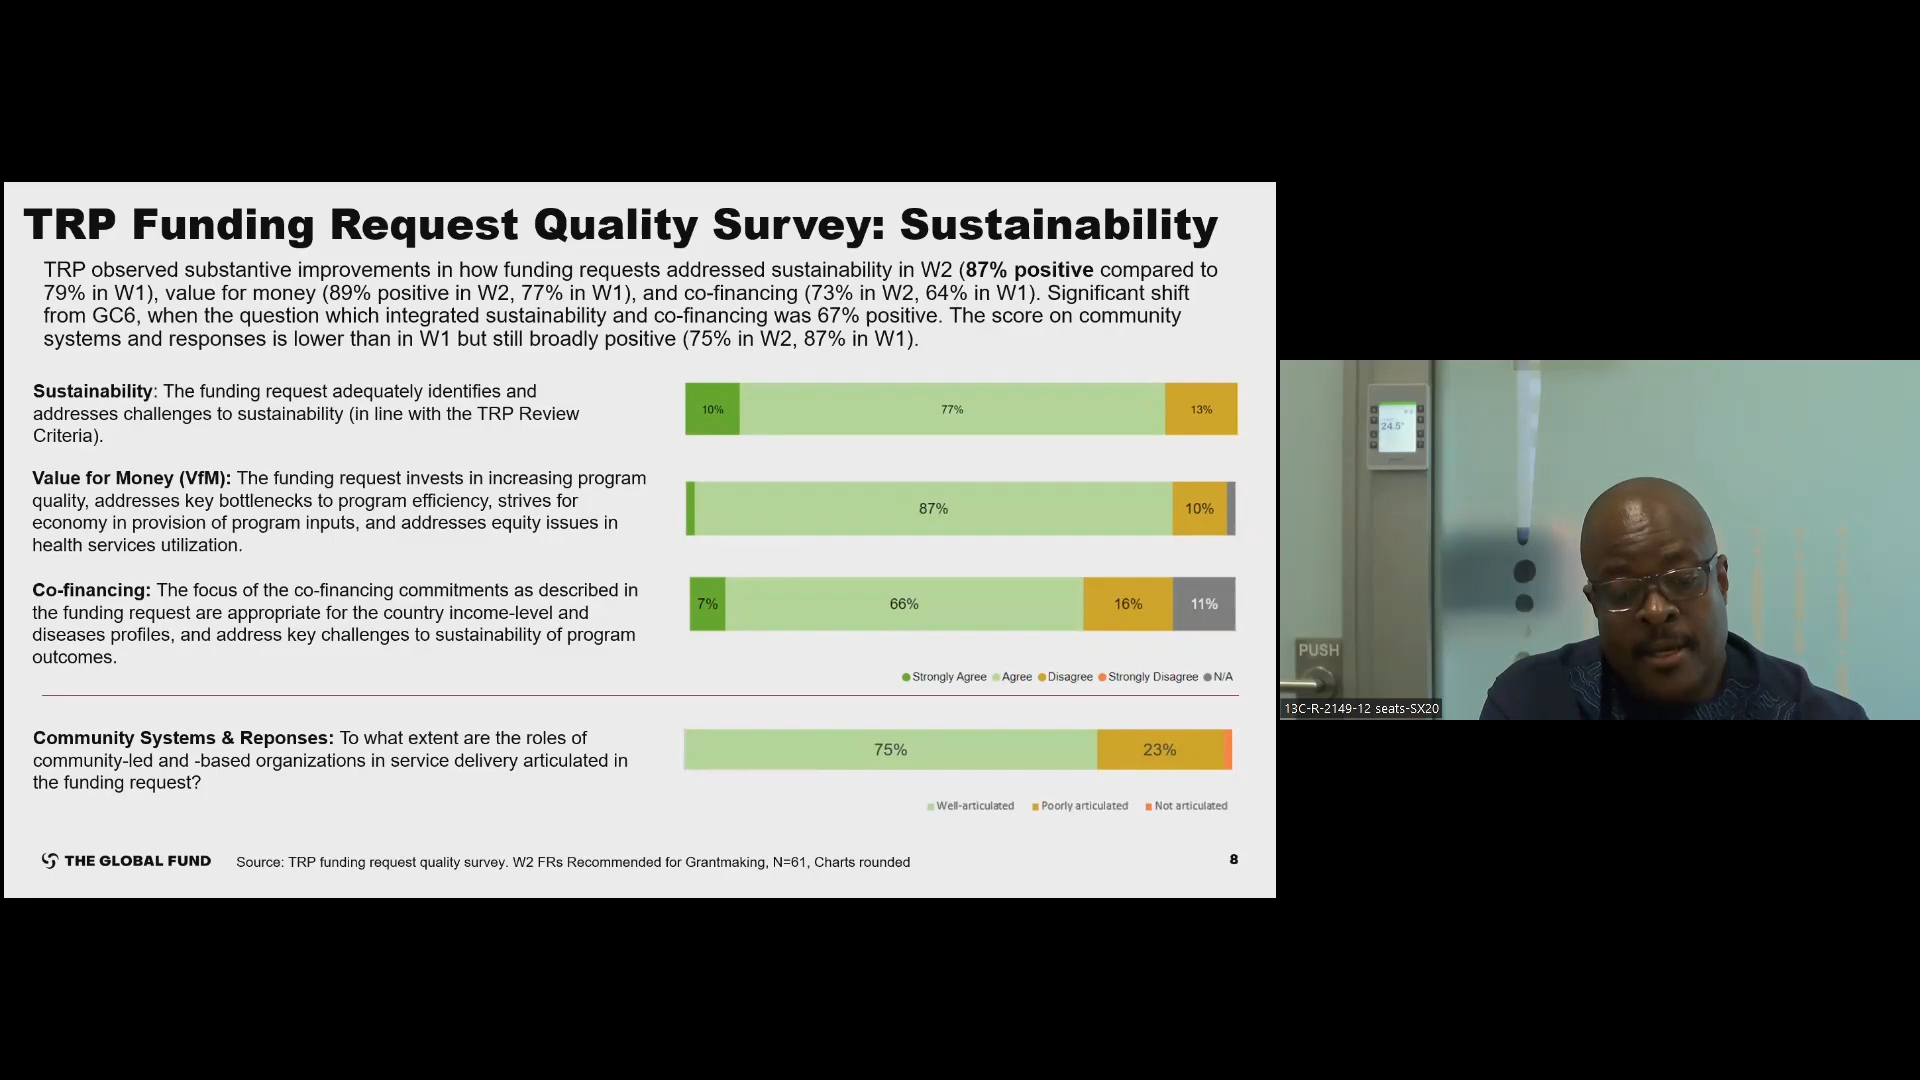 TRP Funding Request Quality Survey: Sustainability
TRP observed substantive improvements in how funding requests addressed sustainability in W2 (87% positive compared to
79% in W1), value for money (89% positive in W2, 77% in W1), and co-financing (73% in W2, 64% in W1). Significant shift
from GC6, when the question which integrated sustainability and co-financing was 67% positive. The score on community
systems and responses is lower than in W1 but still broadly positive (75% in W2, 87% in W1).
Sustainability: The funding request adequately identifies and
addresses challenges to sustainability (in line with the TRP Review
Criteria).
10% 77% 13%
Value for Money (VfM): The funding request invests in increasing program
quality, addresses key bottlenecks to program efficiency, strives for
economy in provision of program inputs, and addresses equity issues in
health services utilization.
87% 10%
Co-financing: The focus of the co-financing commitments as described in
the funding request are appropriate for the country income-level and
diseases profiles, and address key challenges to sustainability of program
outcomes.
7% 66% 16% 11%
Strongly Agree Agree Disagree Strongly Disagree N/A
Community Systems & Reponses: To what extent are the roles of
community-led and -based organizations in service delivery articulated in
the funding request?
75% 23%
Well-articulated Poorly articulated Not articulated
THE GLOBAL FUND
Source: TRP funding request quality survey. W2 FRs Recommended for Grantmaking, N=61, Charts rounded
8
24.5°
PUSH
13C-R-2149-12 seats-SX20